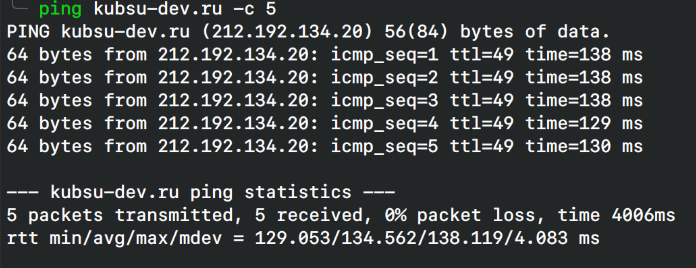 ping kubsu-dev.ru -c 5
PING kubsu-dev.ru (212.192.134.20) 56(84) bytes of data.
64 bytes from 212.192.134.20: icmp_seq=1 ttl=49 time=138 ms
64 bytes from 212.192.134.20: icmp_seq=2 ttl=49 time=138 ms
64 bytes from 212.192.134.20: icmp_seq=3 ttl=49 time=138 ms
64 bytes from 212.192.134.20: icmp_seq=4 ttl=49 time=129 ms
64 bytes from 212.192.134.20: icmp_seq=5 ttl=49 time=130 ms
--- kubsu-dev.ru ping statistics ---
5 packets transmitted, 5 received, 0% packet loss, time 4006ms
rtt min/avg/max/mdev = 129.053/134.562/138.119/4.083 ms